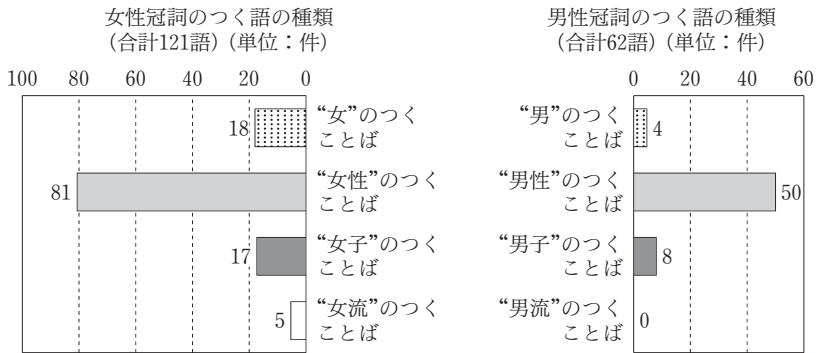 女性冠詞のつく語の種類
(合計121語)(単位：件)
100 80 60 40 20 0
18 “女”のつく
ことば
81 “女性”のつく
ことば
17 “女子”のつく
ことば
5 “女流”のつく
ことば
男性冠詞のつく語の種類
(合計62語)(単位：件)
0 20 40 60
“男”のつく
ことば 4
“男性”のつく
ことば 50
“男子”のつく
ことば 8
“男流”のつく
ことば 0